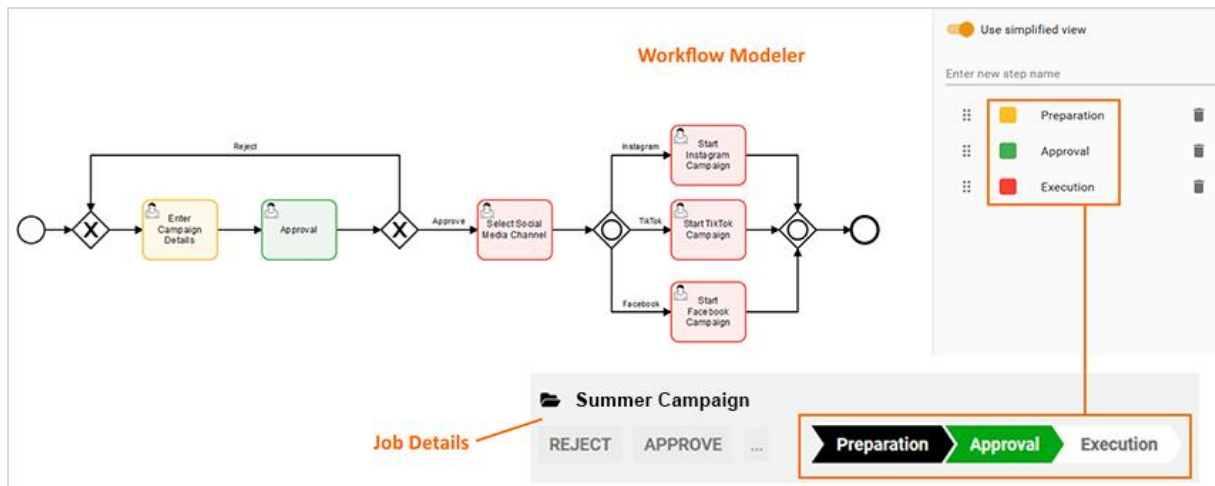 Use simplified view
Workflow Modeler
Enter new step name
Preparation
Approval
Execution
Reject
Instagram
Start
Instagram
Campaign
Enter
Campaign
Details
Approval
Approve
Select Social
Media Channel
TikTok
Start TikTok
Campaign
Facebook
Start
Facebook
Campaign
Summer Campaign
Job Details
REJECT
APPROVE
...
Preparation
Approval
Execution